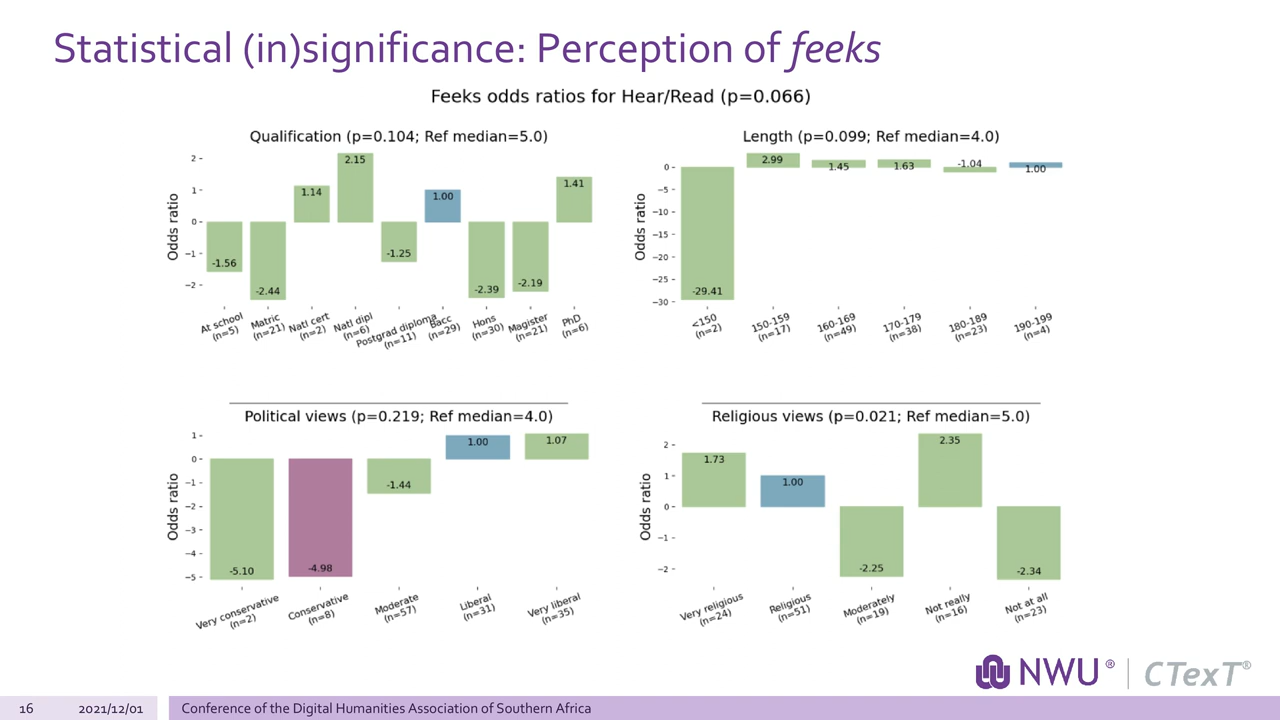 Statistical (in)significance: Perception of feeks
Feeks odds ratios for Hear/Read (p=0.066)
Qualification (p=0.104; Ref median=5.0)
Odds ratio
2
1
0
−1
−2
-1.56
-2.44
1.14
2.15
-1.25
1.00
-2.39
-2.19
1.41
At school
(n=5)
Matric
(n=21)
Natl cert
(n=2)
Natl dipl
(n=6)
Postgrad diploma
(n=11)
Bacc
(n=29)
Hons
(n=30)
Magister
(n=21)
PhD
(n=6)
Length (p=0.099; Ref median=4.0)
Odds ratio
0
−5
−10
−15
−20
−25
−30
-29.41
2.99
1.45
1.63
-1.04
1.00
<150
(n=2)
150-159
(n=17)
160-169
(n=49)
170-179
(n=38)
180-189
(n=23)
190-199
(n=4)
Political views (p=0.219; Ref median=4.0)
Odds ratio
1
0
−1
−2
−3
−4
−5
-5.10
-4.98
-1.44
1.00
1.07
Very conservative
(n=2)
Conservative
(n=8)
Moderate
(n=57)
Liberal
(n=31)
Very liberal
(n=35)
Religious views (p=0.021; Ref median=5.0)
Odds ratio
2
1
0
−1
−2
1.73
1.00
-2.25
2.35
-2.34
Very religious
(n=24)
Religious
(n=51)
Moderately
(n=19)
Not really
(n=16)
Not at all
(n=23)
NWU® | CTexT®
16 2021/12/01 Conference of the Digital Humanities Association of Southern Africa